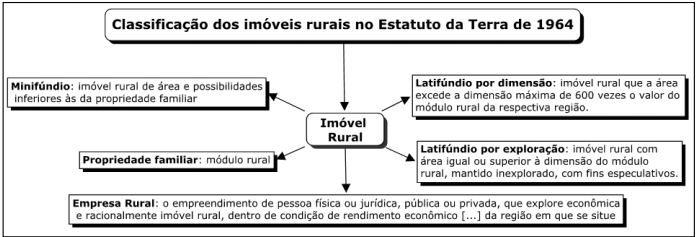 Classificação dos imóveis rurais no Estatuto da Terra de 1964
Minifúndio: imóvel rural de área e possibilidades
inferiores às da propriedade familiar
Latifúndio por dimensão: imóvel rural que a área
excede a dimensão máxima de 600 vezes o valor do
módulo rural da respectiva região.
Imóvel
Rural
Propriedade familiar: módulo rural
Latifúndio por exploração: imóvel rural com
área igual ou superior à dimensão do módulo
rural, mantido inexplorado, com fins especulativos.
Empresa Rural: o empreendimento de pessoa física ou jurídica, pública ou privada, que explore econômica
e racionalmente imóvel rural, dentro de condição de rendimento econômico [...] da região em que se situe